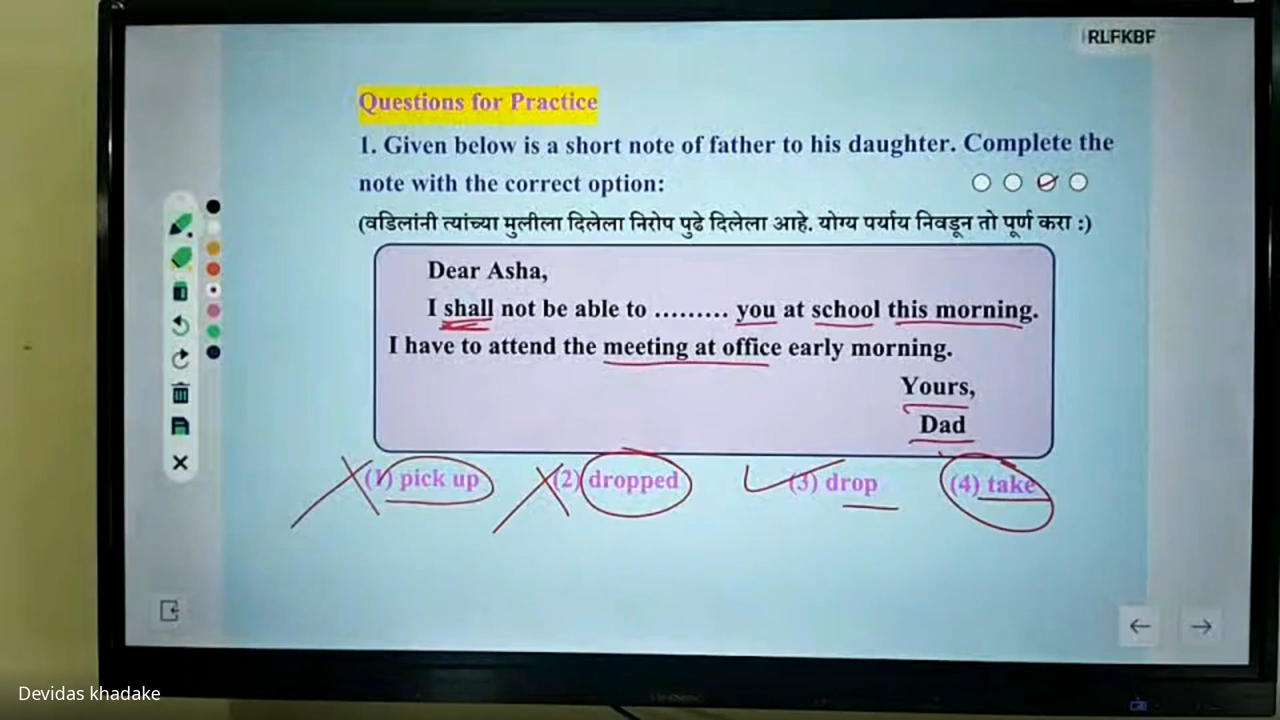 RLFKBF
Questions for Practice
1. Given below is a short note of father to his daughter. Complete the
note with the correct option:
(वडिलांनी त्यांच्या मुलीला दिलेला निरोप पुढे दिलेला आहे. योग्य पर्याय निवडून तो पूर्ण करा :)
Dear Asha,
I shall not be able to ......... you at school this morning.
I have to attend the meeting at office early morning.
Yours,
Dad
(1) pick up (2) dropped (3) drop (4) take
Devidas khadake